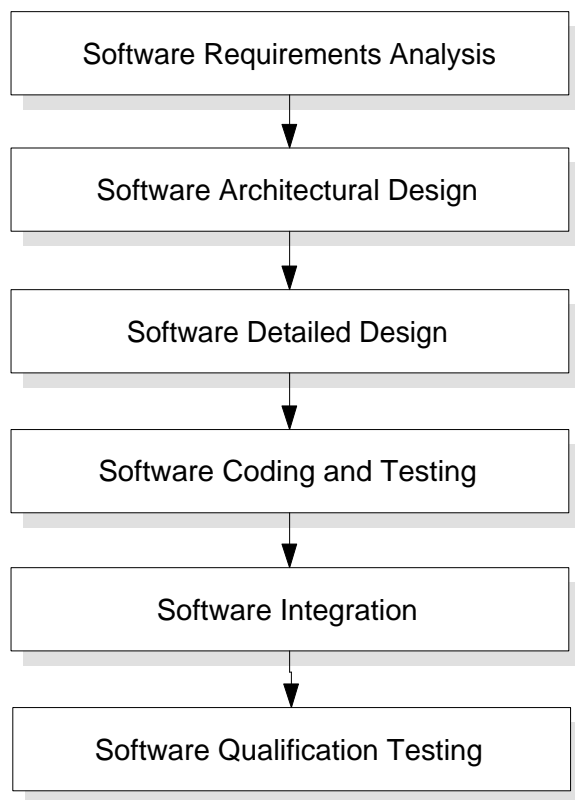 Software Requirements Analysis
Software Architectural Design
Software Detailed Design
Software Coding and Testing
Software Integration
Software Qualification Testing